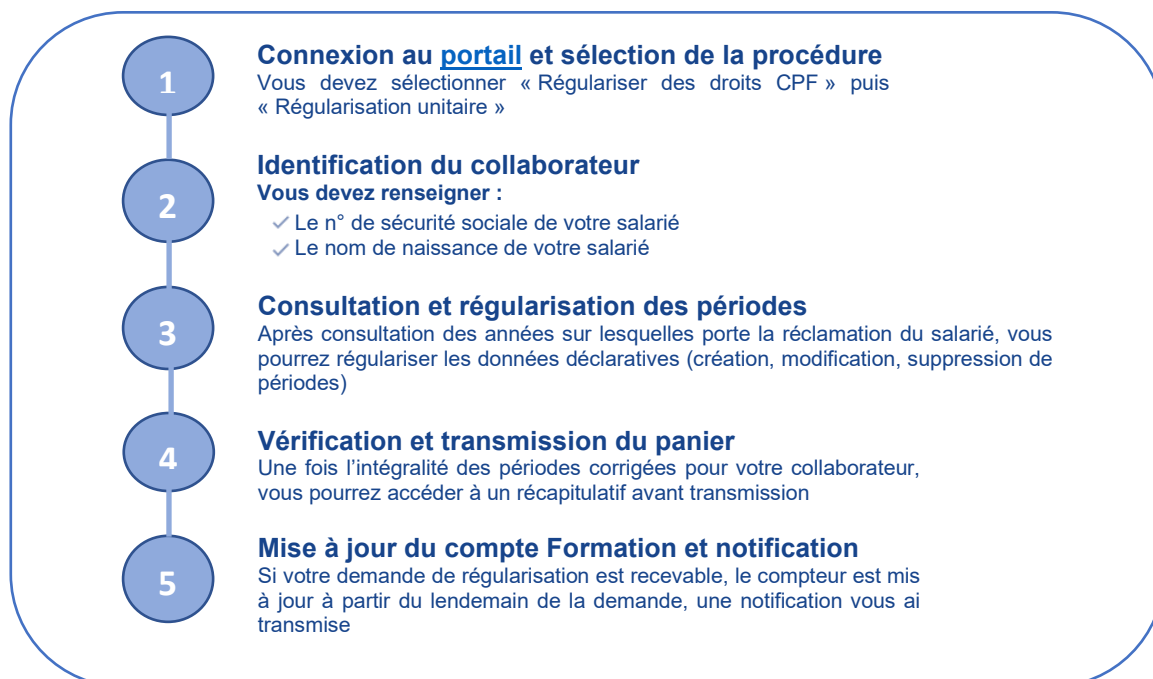 1
Connexion au portail et sélection de la procédure
Vous devez sélectionner « Régulariser des droits CPF » puis
« Régularisation unitaire »
2
Identification du collaborateur
Vous devez renseigner :
✓ Le n° de sécurité sociale de votre salarié
✓ Le nom de naissance de votre salarié
3
Consultation et régularisation des périodes
Après consultation des années sur lesquelles porte la réclamation du salarié, vous
pourrez régulariser les données déclaratives (création, modification, suppression de
périodes)
4
Vérification et transmission du panier
Une fois l’intégralité des périodes corrigées pour votre collaborateur,
vous pourrez accéder à un récapitulatif avant transmission
5
Mise à jour du compte Formation et notification
Si votre demande de régularisation est recevable, le compteur est mis
à jour à partir du lendemain de la demande, une notification vous ai
transmise